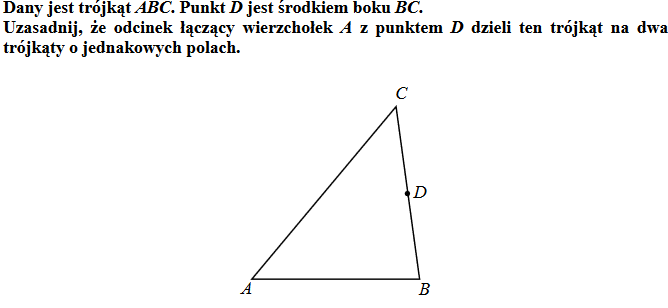 Dany jest trójkąt ABC. Punkt D jest środkiem boku BC.
Uzasadnij, że odcinek łączący wierzchołek A z punktem D dzieli ten trójkąt na dwa
trójkąty o jednakowych polach.
C
D
A
B